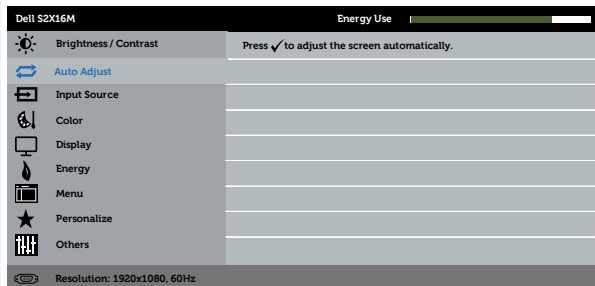 Dell S2X16M Energy Use
Brightness / Contrast Press ✓ to adjust the screen automatically.
Auto Adjust
Input Source
Color
Display
Energy
Menu
Personalize
Others
Resolution: 1920x1080, 60Hz